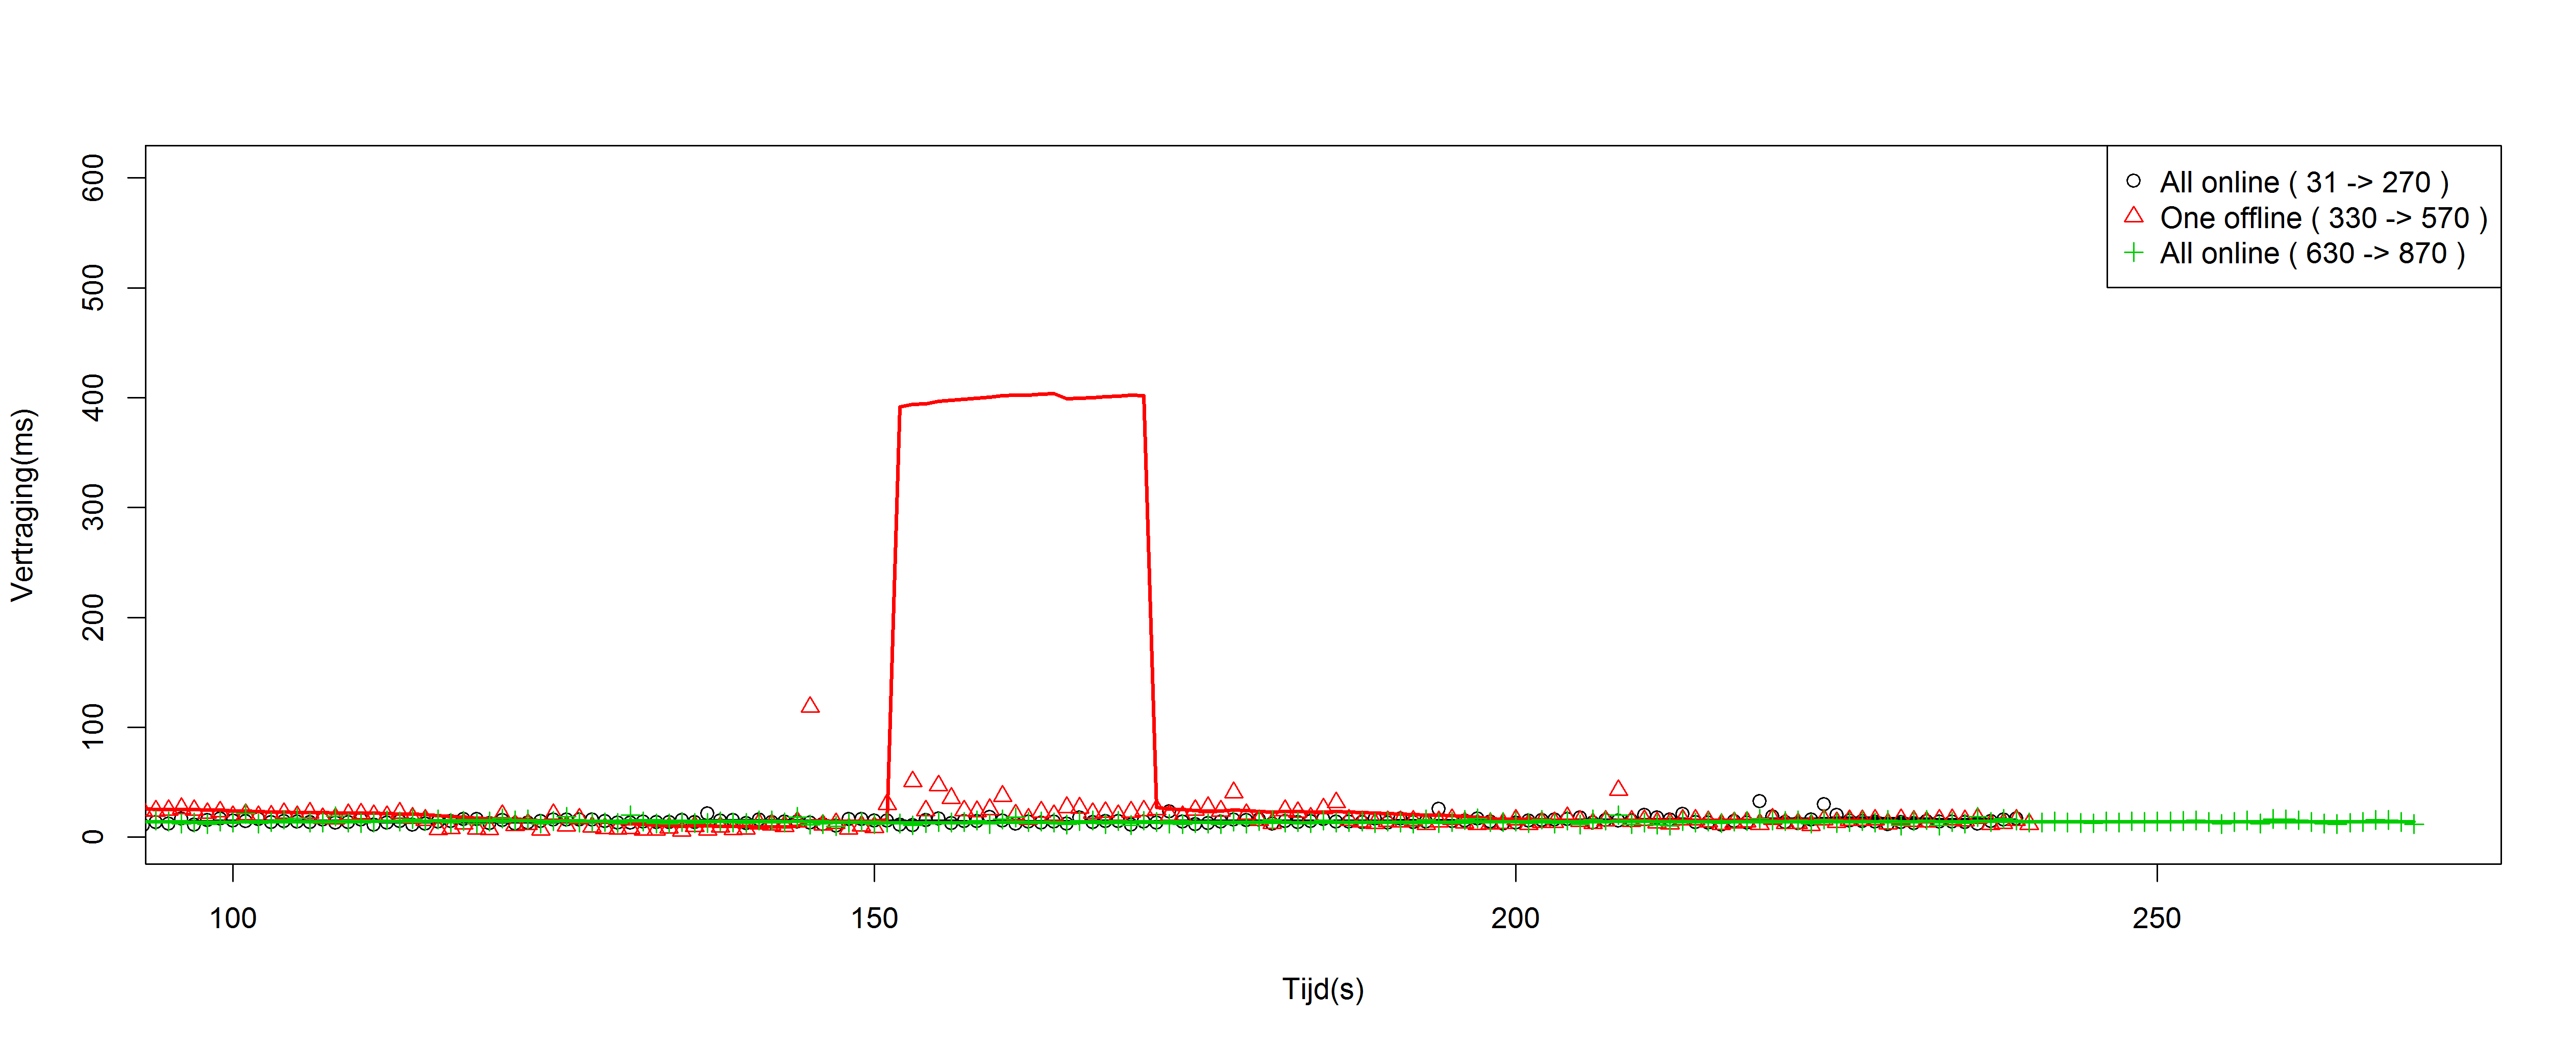 600
500
400
300
200
100
0
Vertraging(ms)
All online ( 31 -> 270 )
One offline ( 330 -> 570 )
All online ( 630 -> 870 )
100 150 200 250
Tijd(s)